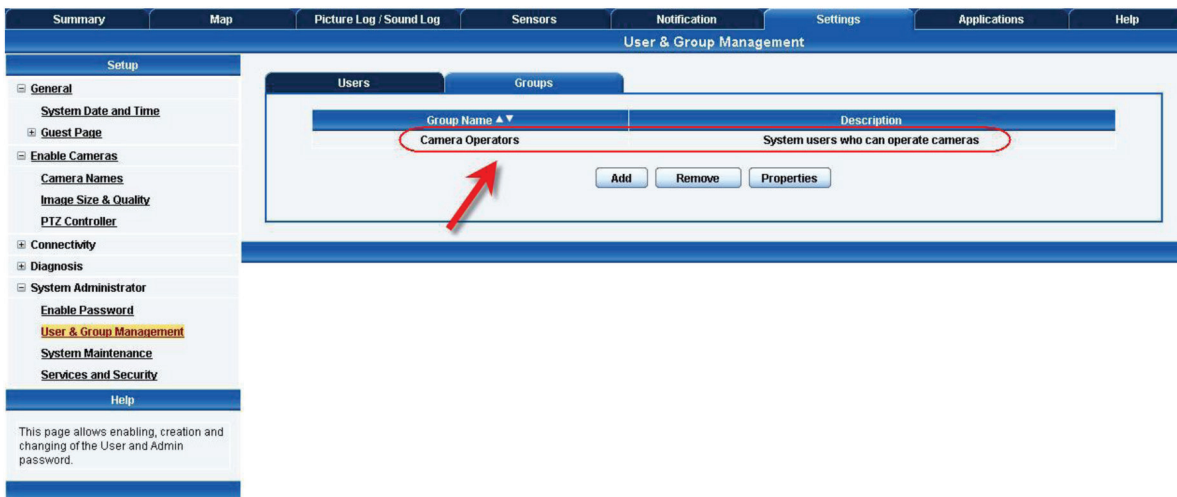 Summary Map Picture Log / Sound Log Sensors Notification Settings Applications Help
User & Group Management
Setup
General
System Date and Time
Guest Page
Enable Cameras
Camera Names
Image Size & Quality
PTZ Controller
Connectivity
Diagnosis
System Administrator
Enable Password
User & Group Management
System Maintenance
Services and Security
Help
This page allows enabling, creation and
changing of the User and Admin
password.
Users Groups
Group Name Description
Camera Operators System users who can operate cameras
Add Remove Properties